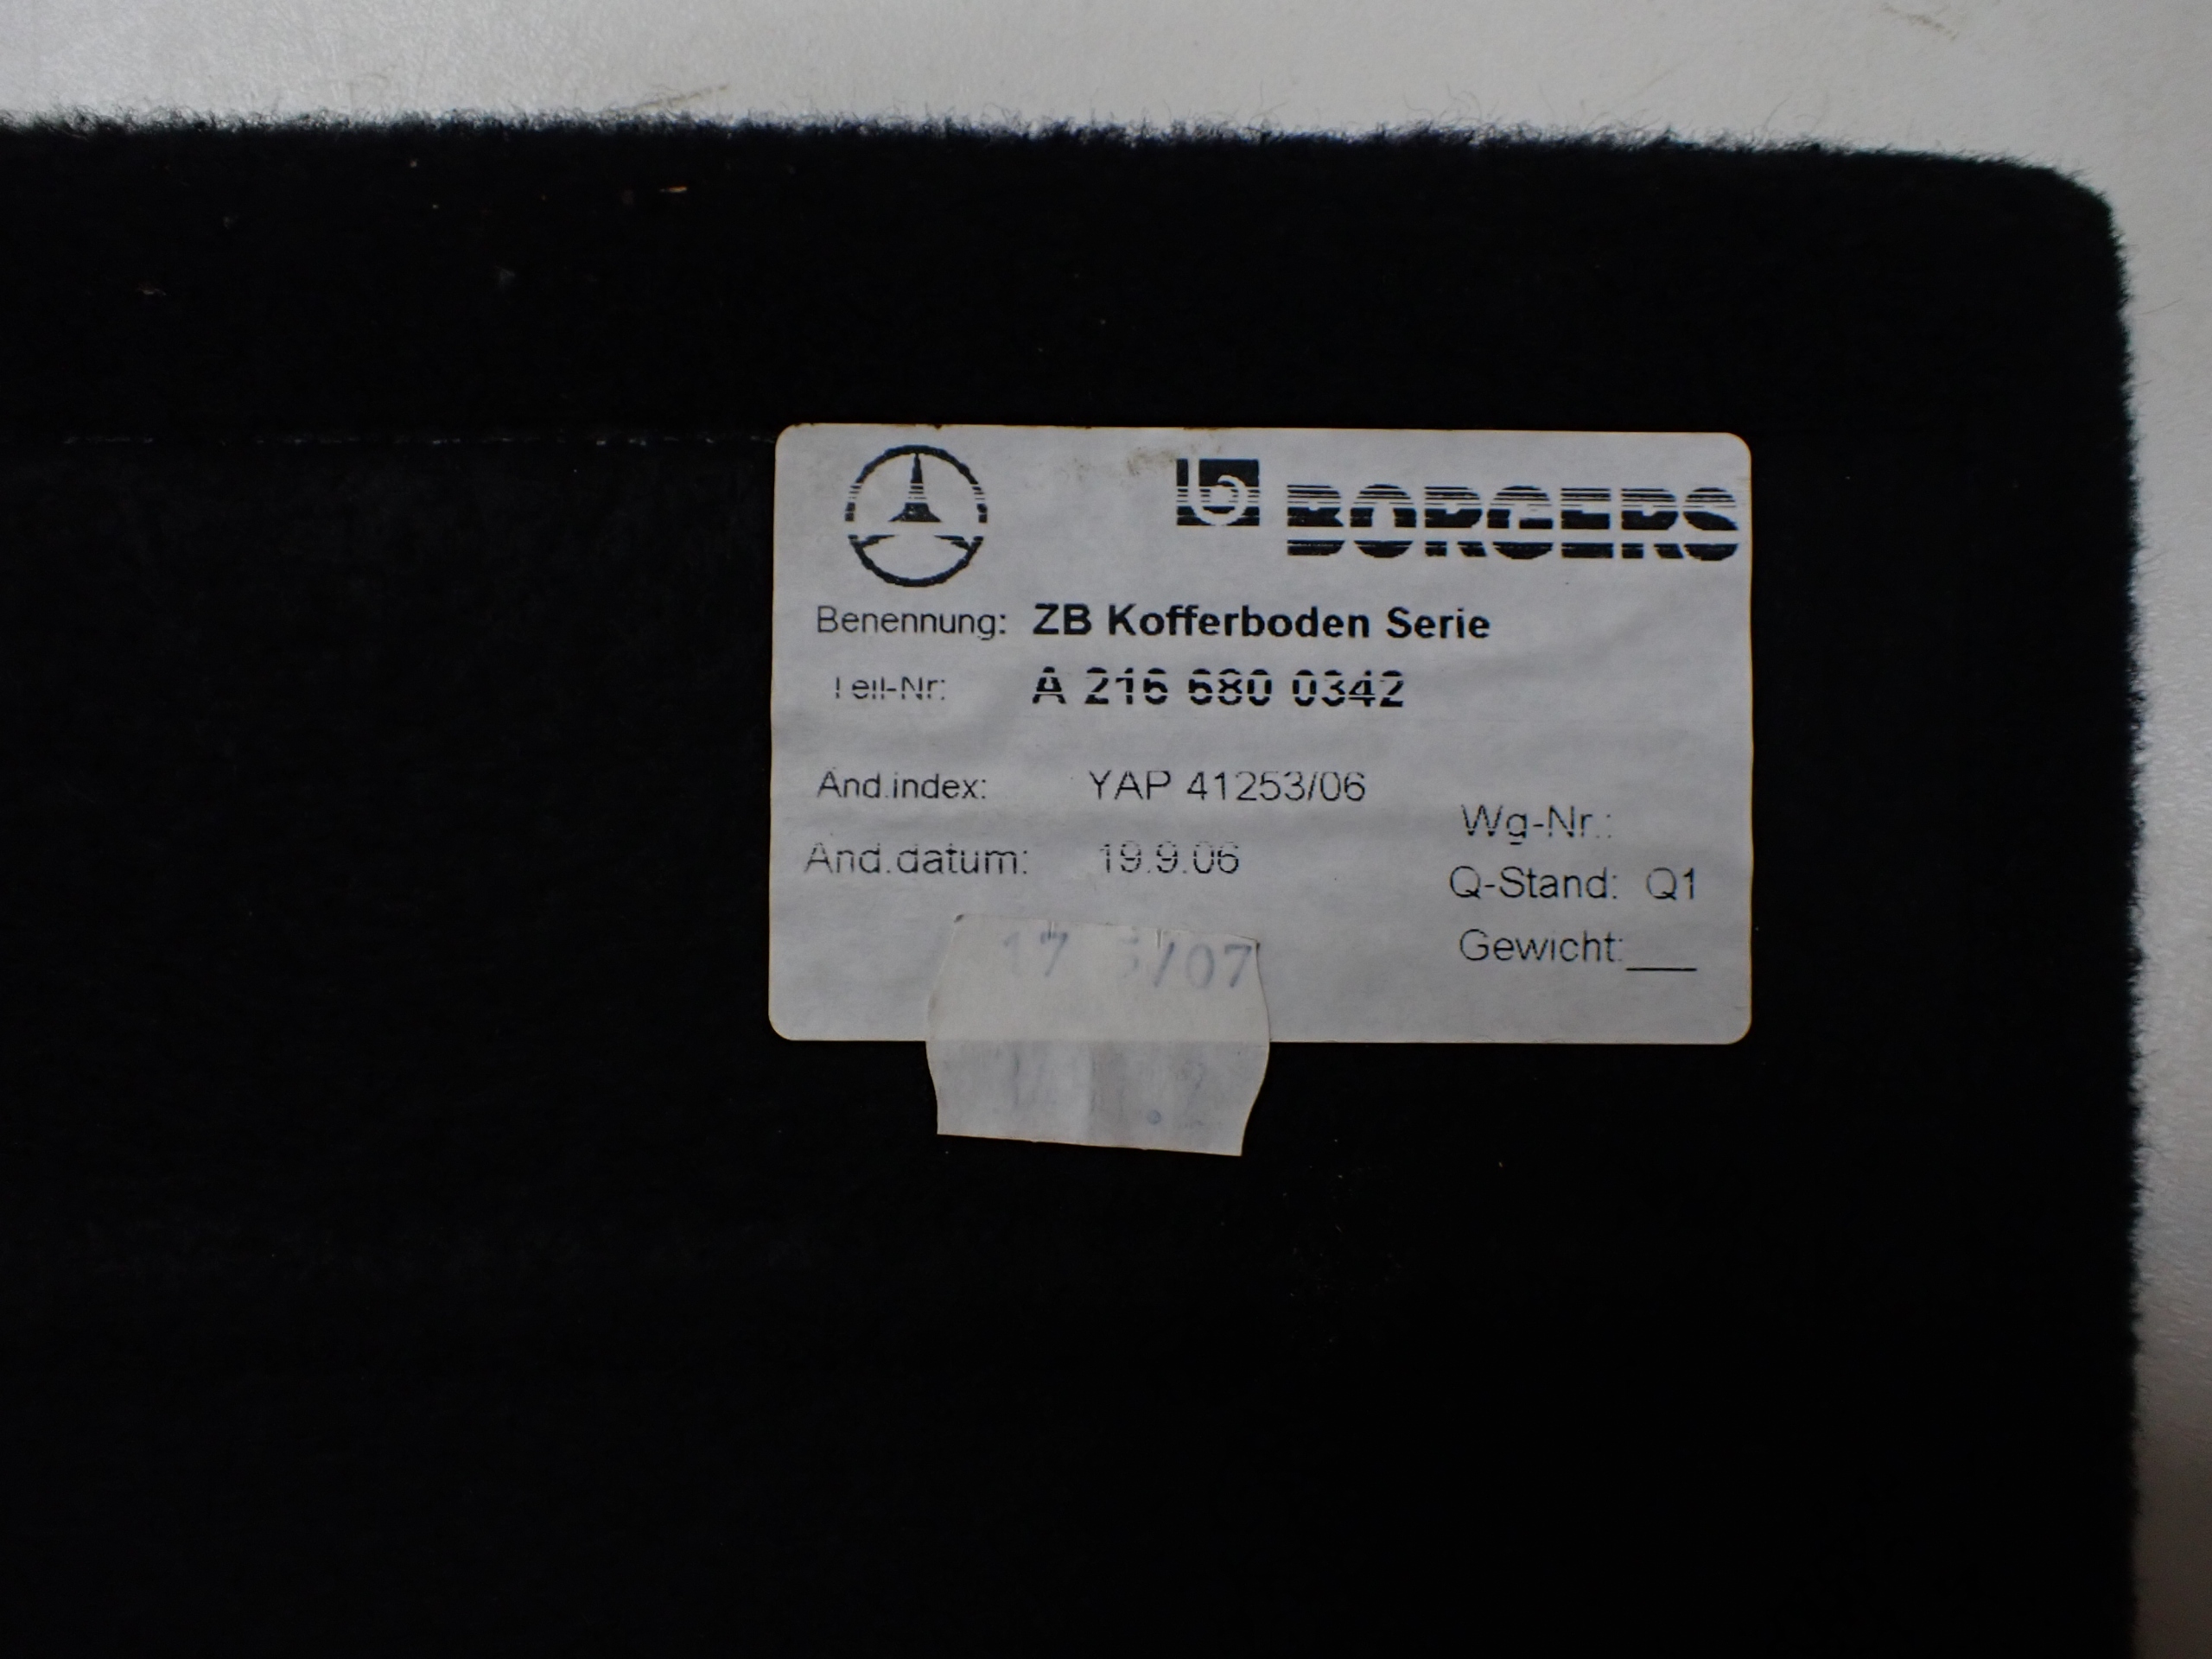 BORGERS
Benennung: ZB Kofferboden Serie
Teil-Nr: A 216 680 0342
Änd.index: YAP 41253/06
Änd.datum: 19.9.06
Wg-Nr.:
Q-Stand: Q1
Gewicht:___